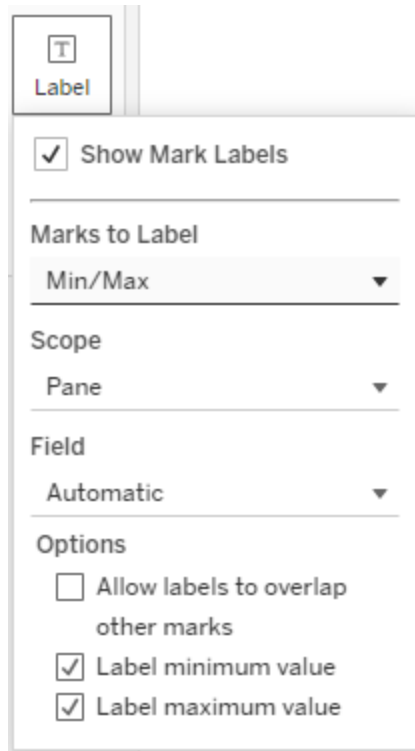 T
Label
Show Mark Labels
Marks to Label
Min/Max
Scope
Pane
Field
Automatic
Options
Allow labels to overlap
other marks
Label minimum value
Label maximum value